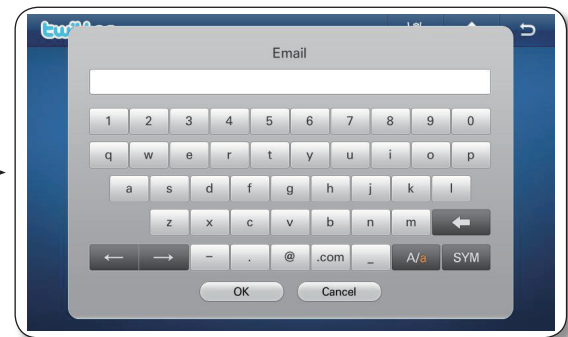 Email
1 2 3 4 5 6 7 8 9 0
q w e r t y u i o p
a s d f g h j k l
z x c v b n m
← → – . @ .com _ A/a SYM
OK Cancel